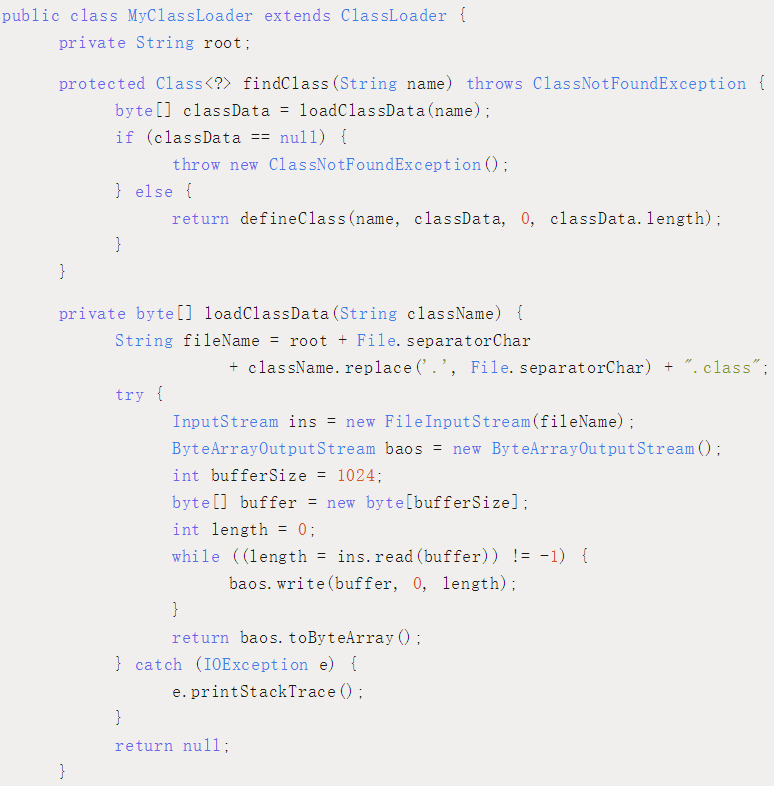 public class MyClassLoader extends ClassLoader {
private String root;
protected Class<?> findClass(String name) throws ClassNotFoundException {
byte[] classData = loadClassData(name);
if (classData == null) {
throw new ClassNotFoundException();
} else {
return defineClass(name, classData, 0, classData.length);
}
}
private byte[] loadClassData(String className) {
String fileName = root + File.separatorChar
+ className.replace('.', File.separatorChar) + ".class";
try {
InputStream ins = new FileInputStream(fileName);
ByteArrayOutputStream baos = new ByteArrayOutputStream();
int bufferSize = 1024;
byte[] buffer = new byte[bufferSize];
int length = 0;
while ((length = ins.read(buffer)) != -1) {
baos.write(buffer, 0, length);
}
return baos.toByteArray();
} catch (IOException e) {
e.printStackTrace();
}
return null;
}